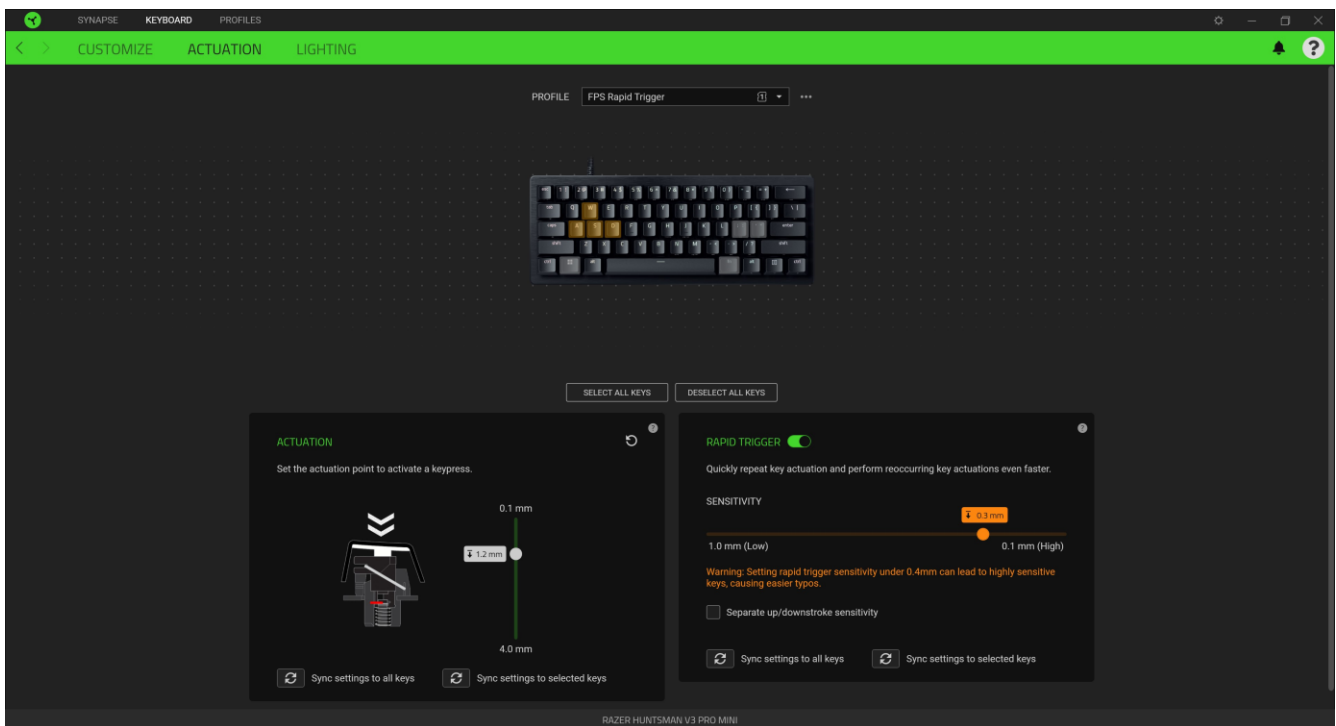 SYNAPSE KEYBOARD PROFILES
CUSTOMIZE ACTUATION LIGHTING
PROFILE FPS Rapid Trigger 1
SELECT ALL KEYS DESELECT ALL KEYS
ACTUATION
Set the actuation point to activate a keypress.
0.1 mm
1.2 mm
4.0 mm
Sync settings to all keys Sync settings to selected keys
RAPID TRIGGER
Quickly repeat key actuation and perform reoccurring key actuations even faster.
SENSITIVITY
0.3 mm
1.0 mm (Low) 0.1 mm (High)
Warning: Setting rapid trigger sensitivity under 0.4mm can lead to highly sensitive
keys, causing easier typos.
Separate up/downstroke sensitivity
Sync settings to all keys Sync settings to selected keys
RAZER HUNTSMAN V3 PRO MINI